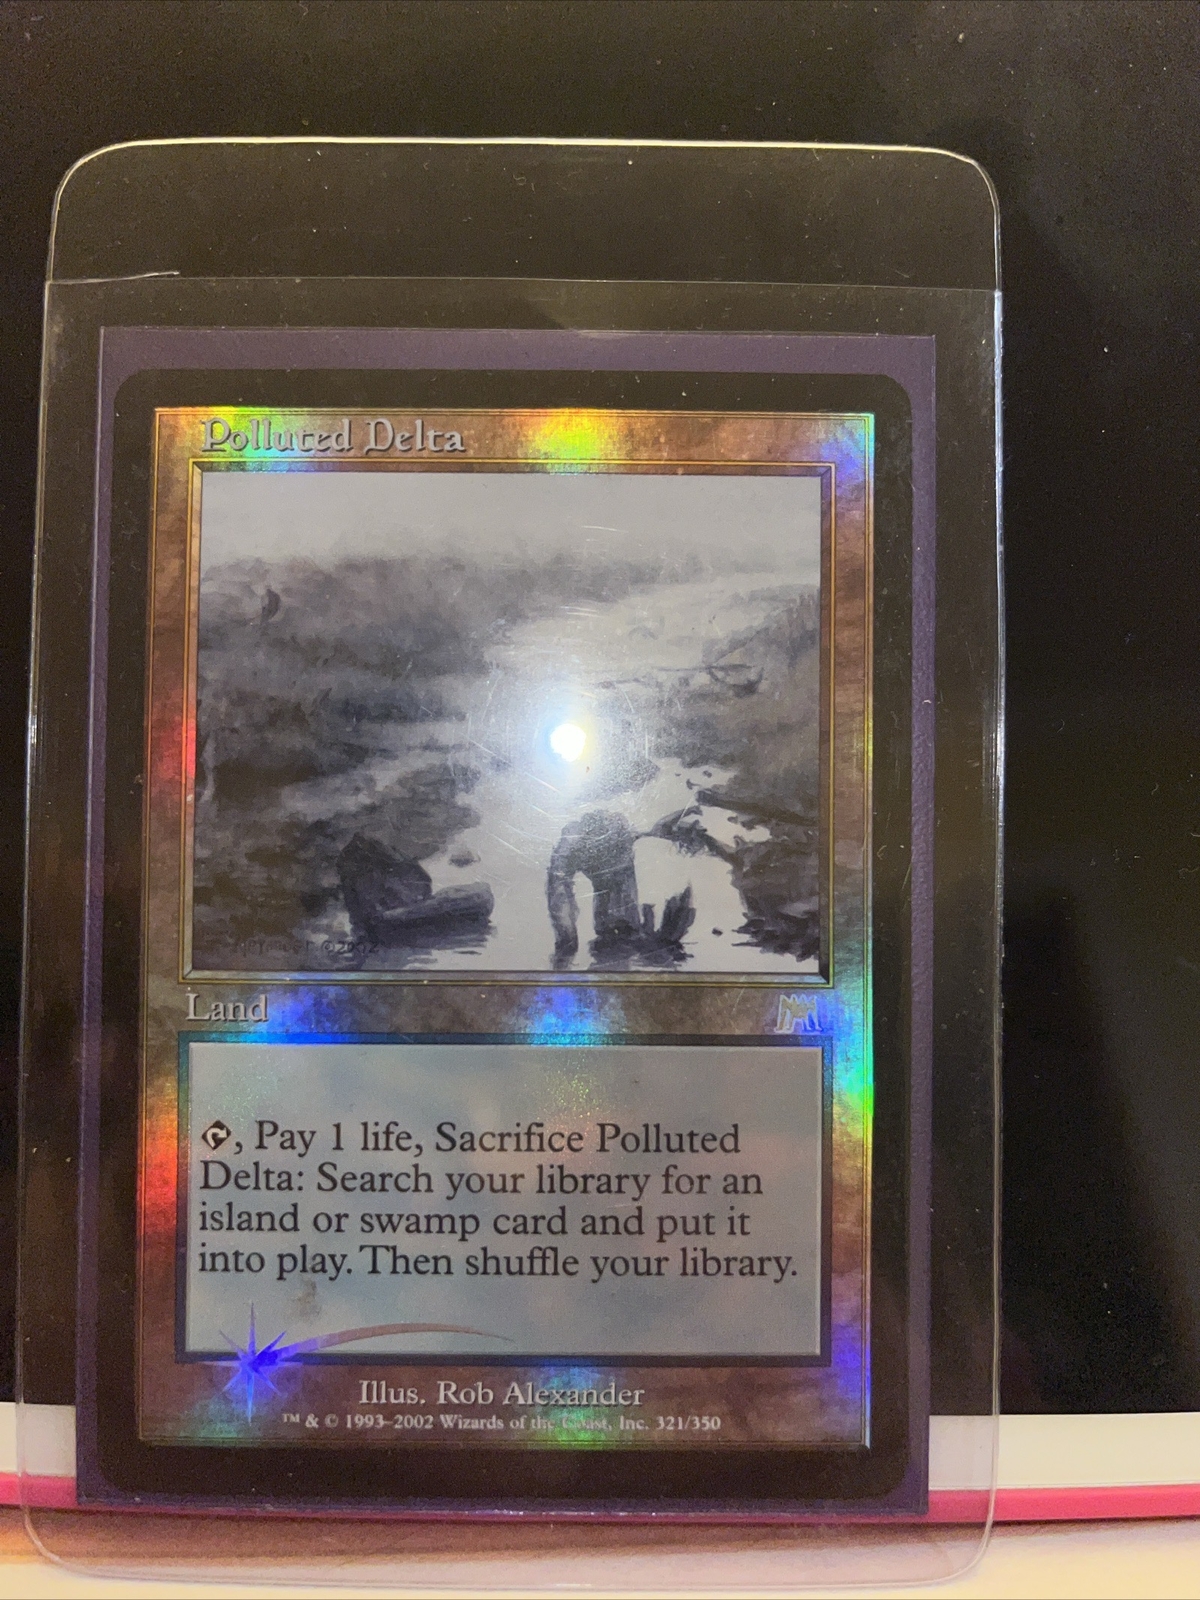 Polluted Delta
Alexander ©2002
Land
, Pay 1 life, Sacrifice Polluted
Delta: Search your library for an
island or swamp card and put it
into play. Then shuffle your library.
Illus. Rob Alexander
™ & © 1993–2002 Wizards of the Coast, Inc. 321/350